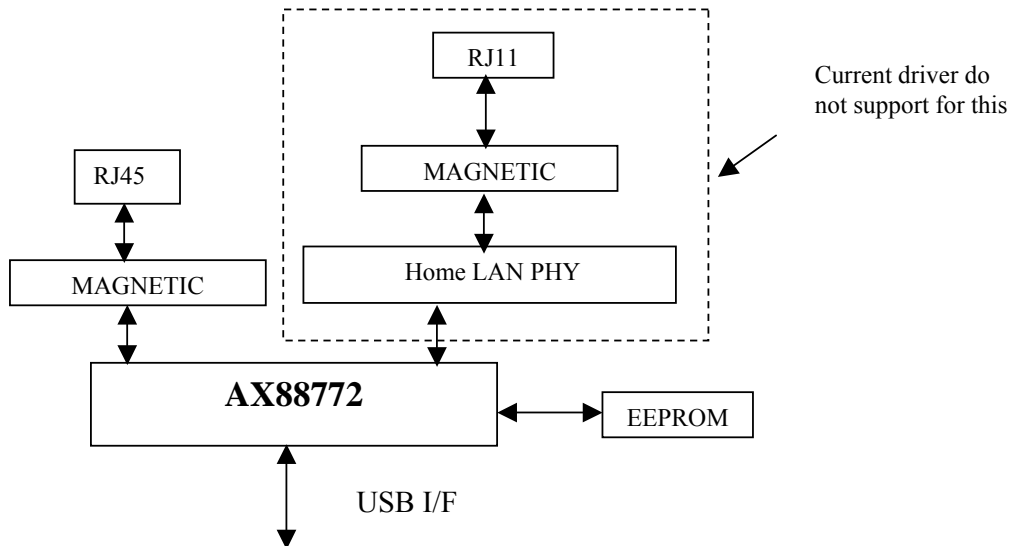 RJ11
Current driver do
not support for this
MAGNETIC
RJ45
Home LAN PHY
MAGNETIC
AX88772
EEPROM
USB I/F